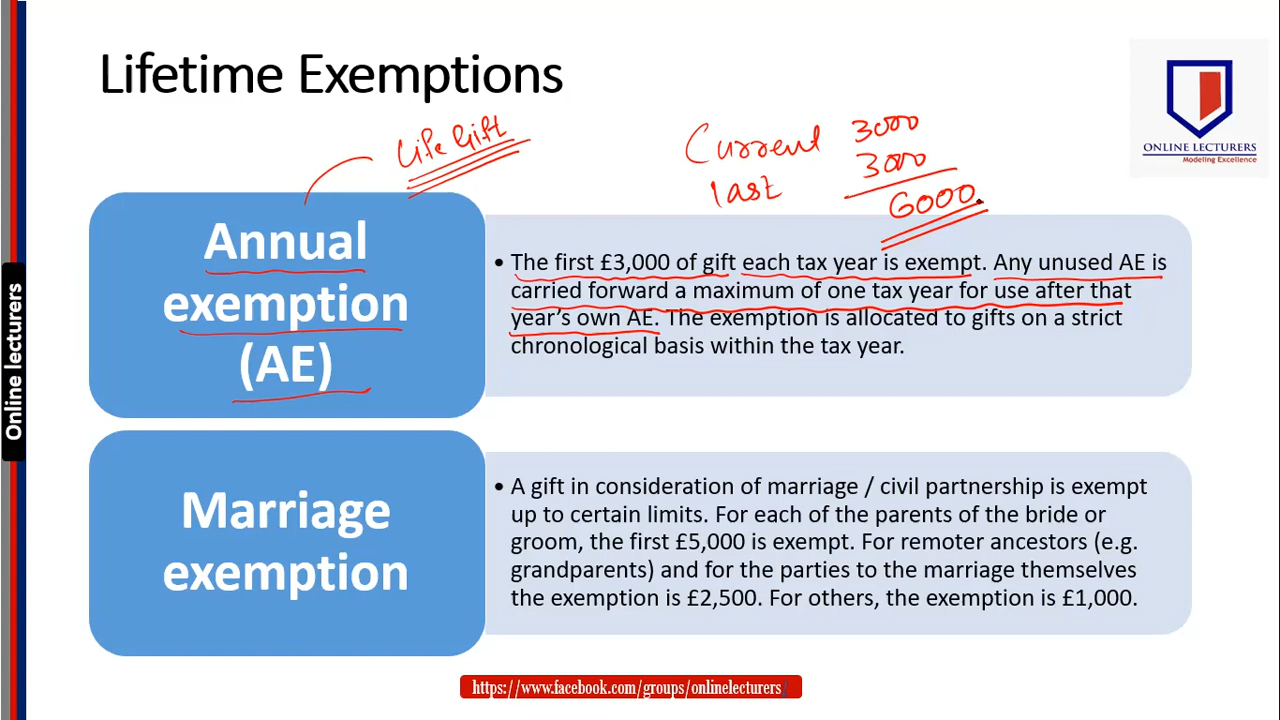 Lifetime Exemptions
ONLINE LECTURERS
Modeling Excellence
Life Gift
Current 3000
last 3000
6000
Annual
exemption
(AE)
• The first £3,000 of gift each tax year is exempt. Any unused AE is
carried forward a maximum of one tax year for use after that
year's own AE. The exemption is allocated to gifts on a strict
chronological basis within the tax year.
Marriage
exemption
• A gift in consideration of marriage / civil partnership is exempt
up to certain limits. For each of the parents of the bride or
groom, the first £5,000 is exempt. For remoter ancestors (e.g.
grandparents) and for the parties to the marriage themselves
the exemption is £2,500. For others, the exemption is £1,000.
Online lecturers
https://www.facebook.com/groups/onlinelecturers/